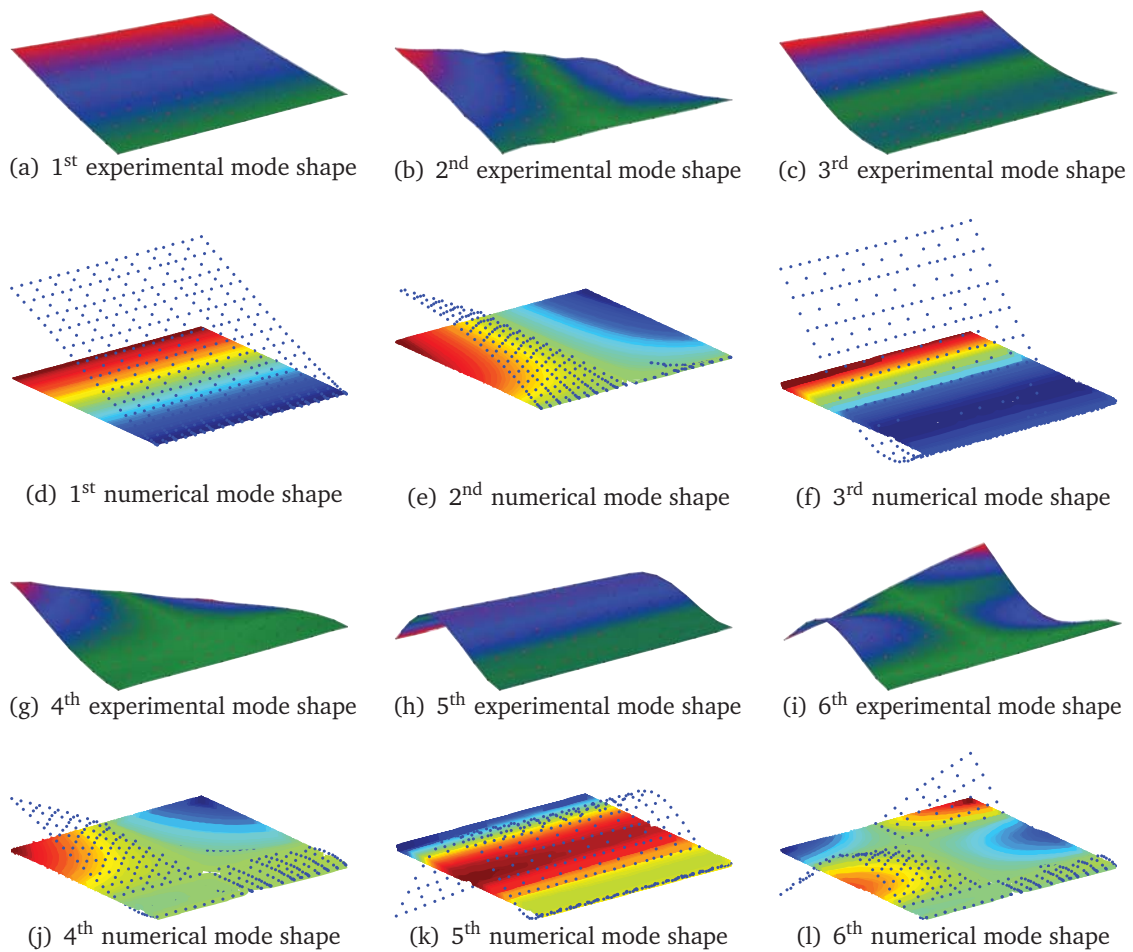 (a) 1st experimental mode shape
(b) 2nd experimental mode shape
(c) 3rd experimental mode shape
(d) 1st numerical mode shape
(e) 2nd numerical mode shape
(f) 3rd numerical mode shape
(g) 4th experimental mode shape
(h) 5th experimental mode shape
(i) 6th experimental mode shape
(j) 4th numerical mode shape
(k) 5th numerical mode shape
(l) 6th numerical mode shape